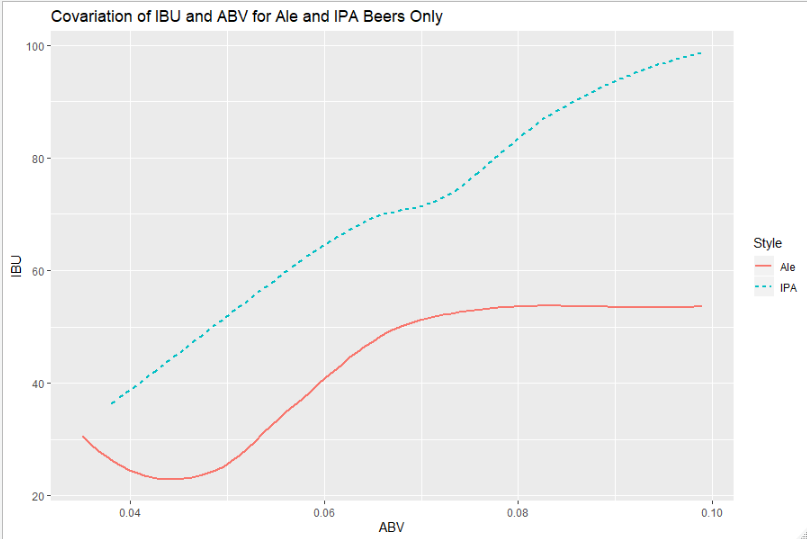 Covariation of IBU and ABV for Ale and IPA Beers Only
100
80
60
40
20
IBU
0.04
0.06
0.08
0.10
ABV
Style
Ale
IPA